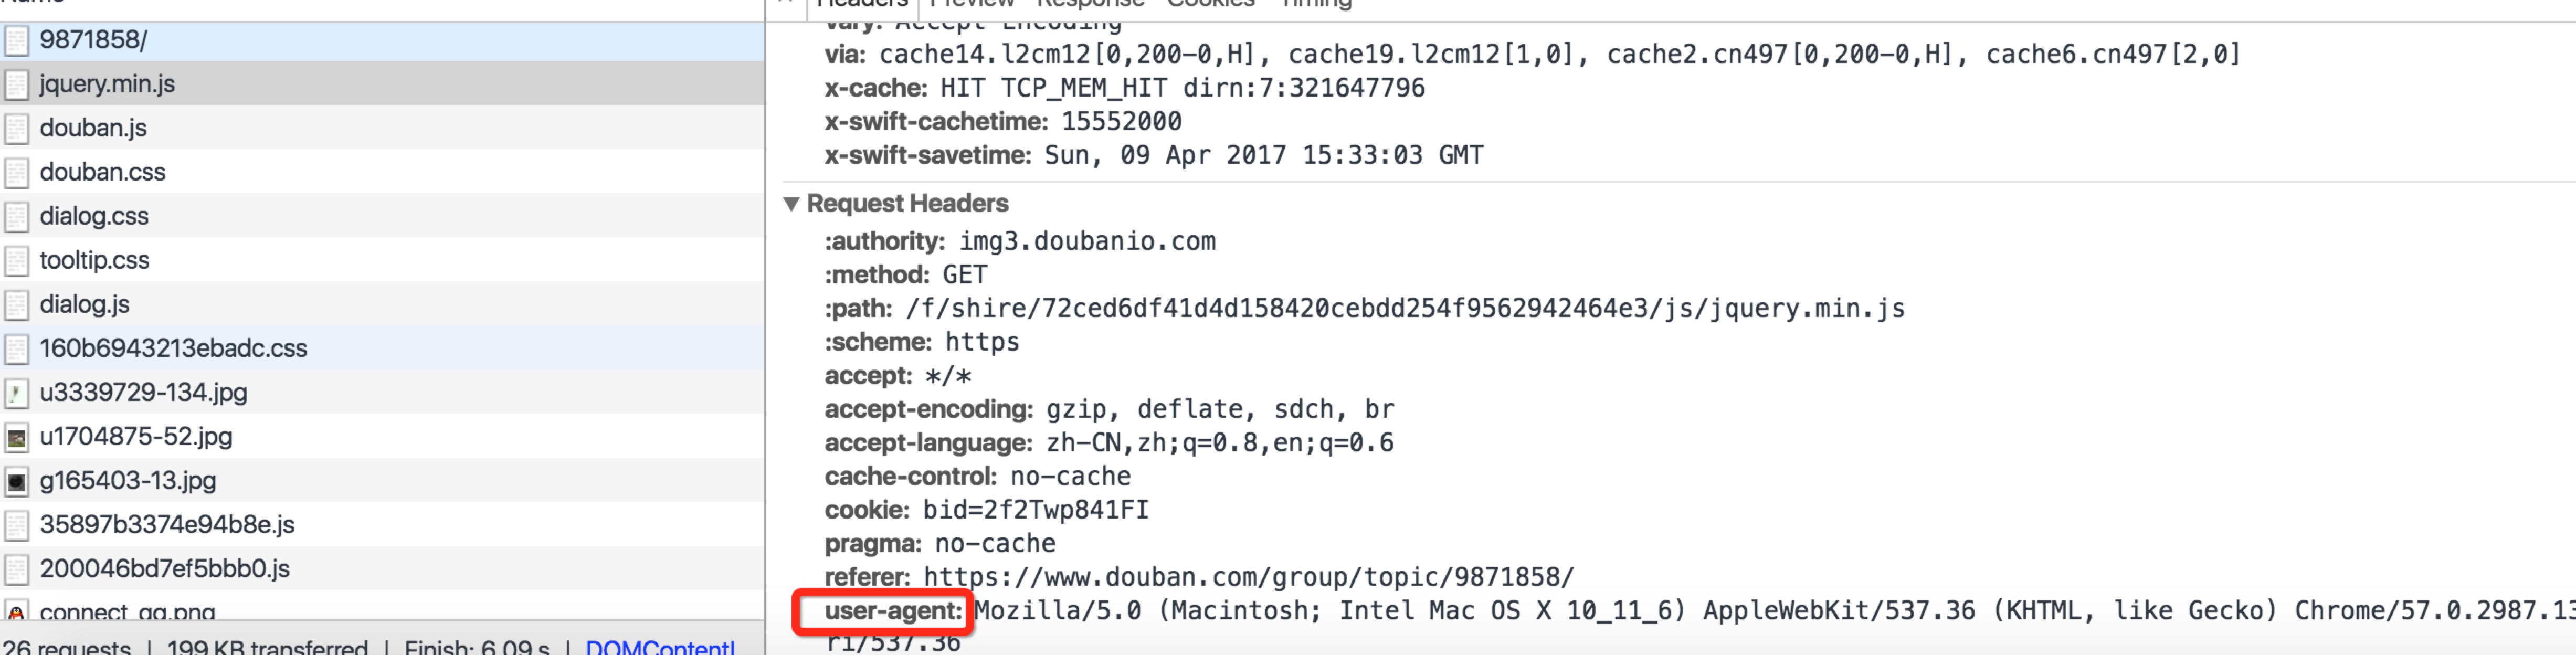 9871858/
jquery.min.js
douban.js
douban.css
dialog.css
tooltip.css
dialog.js
160b6943213ebadc.css
u3339729-134.jpg
u1704875-52.jpg
g165403-13.jpg
35897b3374e94b8e.js
200046bd7ef5bbb0.js
connect_qq.png
26 requests | 199 KB transferred | Finish: 6.09 s | DOMContentL
Headers Preview Response Cookies Timing
vary: Accept-Encoding
via: cache14.l2cm12[0,200-0,H], cache19.l2cm12[1,0], cache2.cn497[0,200-0,H], cache6.cn497[2,0]
x-cache: HIT TCP_MEM_HIT dirn:7:321647796
x-swift-cachetime: 15552000
x-swift-savetime: Sun, 09 Apr 2017 15:33:03 GMT
▼ Request Headers
:authority: img3.doubanio.com
:method: GET
:path: /f/shire/72ced6df41d4d158420cebdd254f9562942464e3/js/jquery.min.js
:scheme: https
accept: */*
accept-encoding: gzip, deflate, sdch, br
accept-language: zh-CN,zh;q=0.8,en;q=0.6
cache-control: no-cache
cookie: bid=2f2Twp841FI
pragma: no-cache
referer: https://www.douban.com/group/topic/9871858/
user-agent: Mozilla/5.0 (Macintosh; Intel Mac OS X 10_11_6) AppleWebKit/537.36 (KHTML, like Gecko) Chrome/57.0.2987.13
ri/537.36